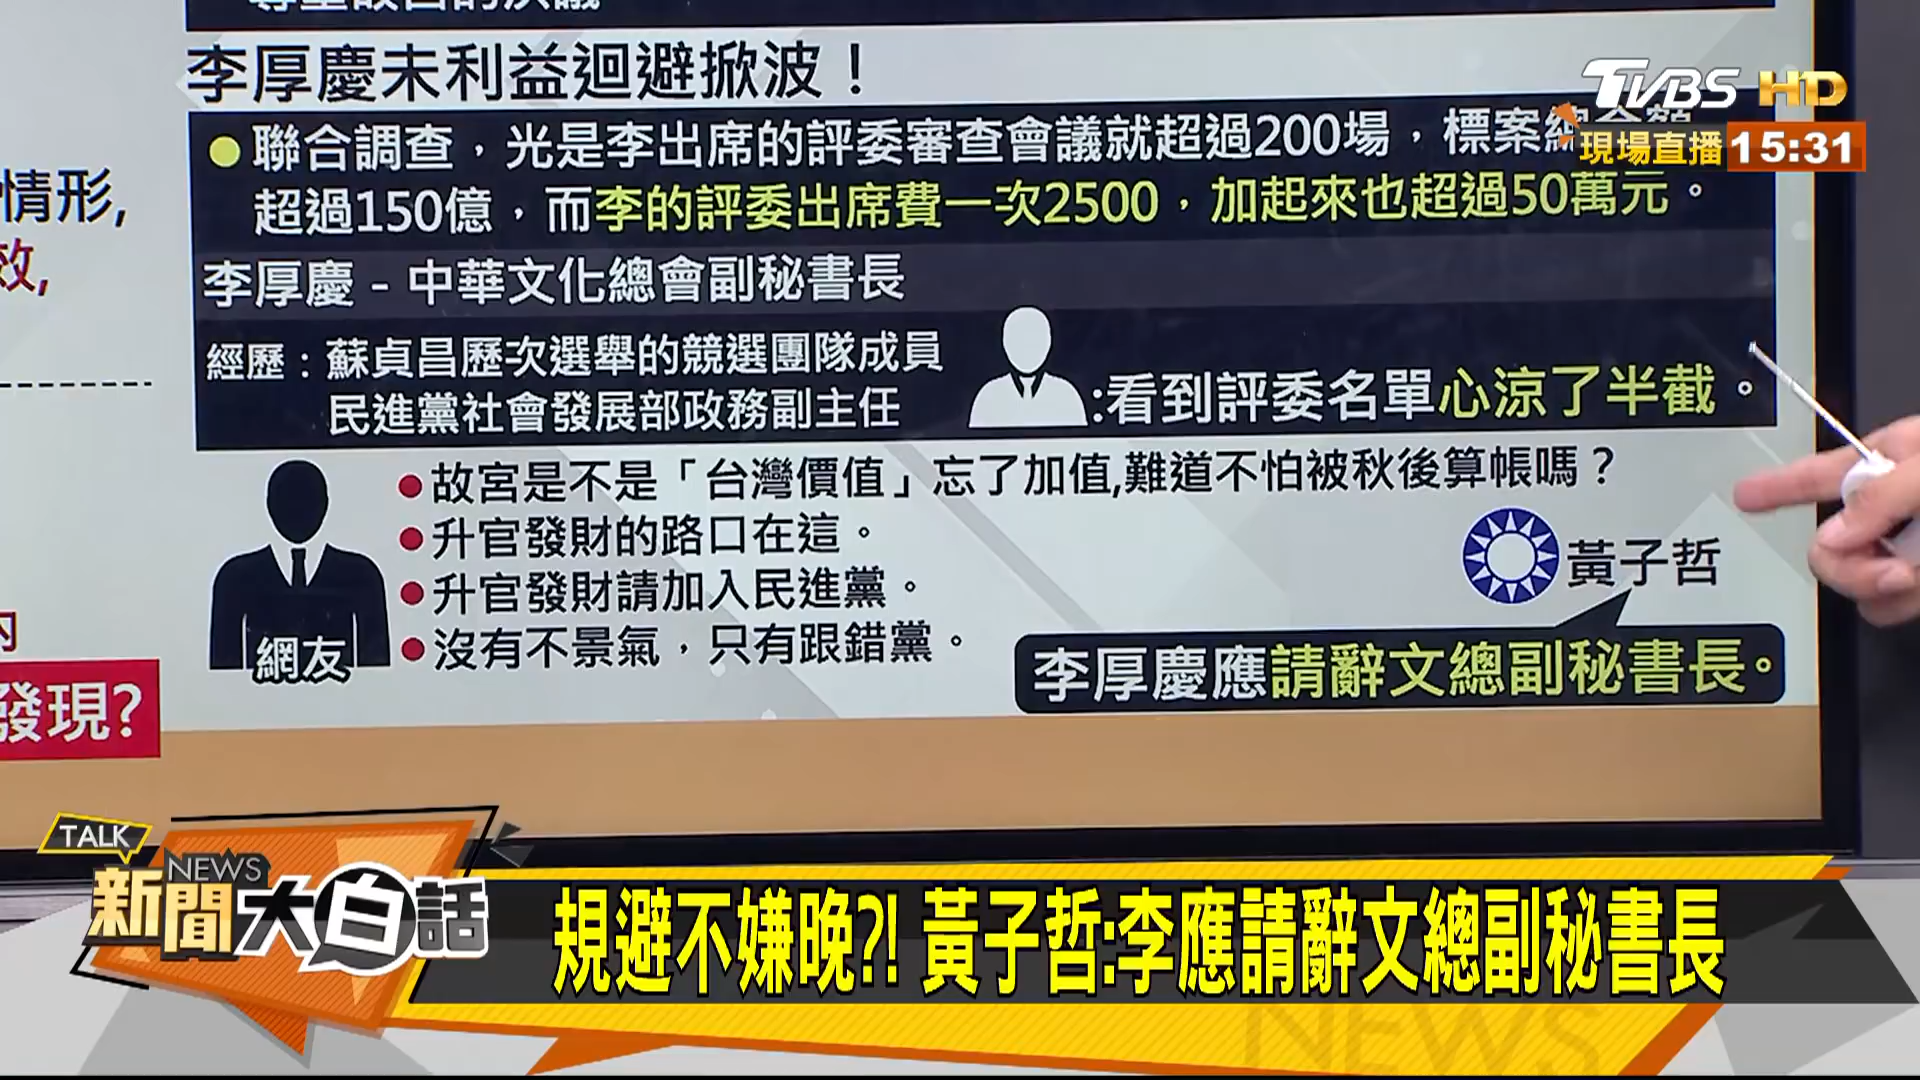 李厚慶未利益迴避掀波！
聯合調查，光是李出席的評委審查會議就超過200場，標案總金額
超過150億，而李的評委出席費一次2500，加起來也超過50萬元。
李厚慶－中華文化總會副秘書長
經歷：蘇貞昌歷次選舉的競選團隊成員
民進黨社會發展部政務副主任
:看到評委名單心涼了半截。
故宮是不是「台灣價值」忘了加值,難道不怕被秋後算帳嗎？
升官發財的路口在這。
升官發財請加入民進黨。
沒有不景氣，只有跟錯黨。
網友
黃子哲
李厚慶應請辭文總副秘書長。
情形,
效,
內
發現?
TVBS HD
現場直播 15:31
TALK
NEWS
新聞大白話
規避不嫌晚?! 黃子哲:李應請辭文總副秘書長
NEWS